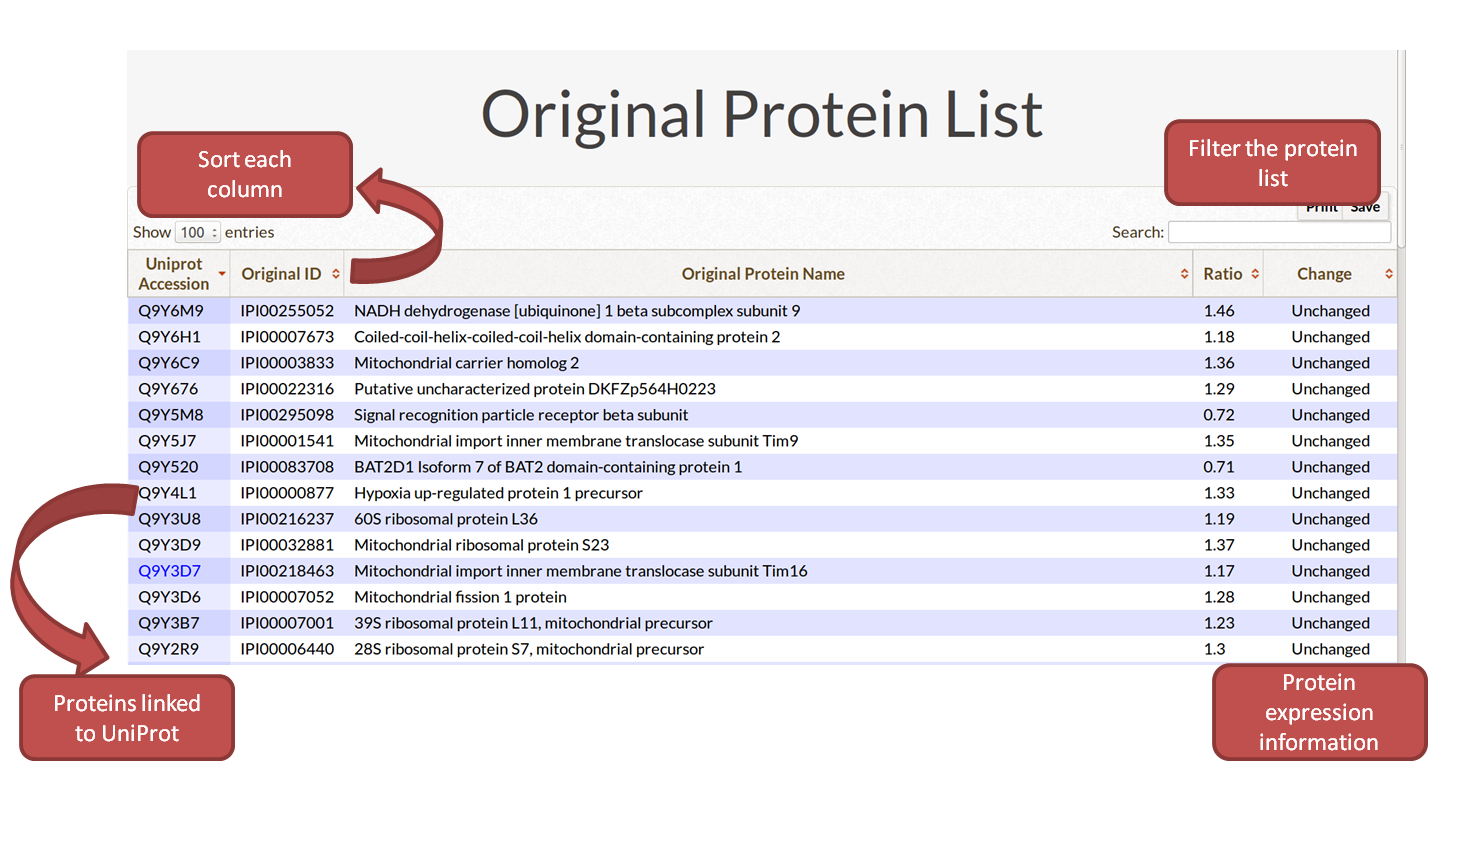 Original Protein List
Sort each
column
Filter the protein
list
Print Save
Show 100 entries
Search:
Uniprot
Accession
Original ID
Original Protein Name
Ratio
Change
Q9Y6M9 IPI00255052 NADH dehydrogenase [ubiquinone] 1 beta subcomplex subunit 9 1.46 Unchanged
Q9Y6H1 IPI00007673 Coiled-coil-helix-coiled-coil-helix domain-containing protein 2 1.18 Unchanged
Q9Y6C9 IPI00003833 Mitochondrial carrier homolog 2 1.36 Unchanged
Q9Y676 IPI00022316 Putative uncharacterized protein DKFZp564H0223 1.29 Unchanged
Q9Y5M8 IPI00295098 Signal recognition particle receptor beta subunit 0.72 Unchanged
Q9Y5J7 IPI00001541 Mitochondrial import inner membrane translocase subunit Tim9 1.35 Unchanged
Q9Y520 IPI00083708 BAT2D1 Isoform 7 of BAT2 domain-containing protein 1 0.71 Unchanged
Q9Y4L1 IPI00000877 Hypoxia up-regulated protein 1 precursor 1.33 Unchanged
Q9Y3U8 IPI00216237 60S ribosomal protein L36 1.19 Unchanged
Q9Y3D9 IPI00032881 Mitochondrial ribosomal protein S23 1.37 Unchanged
Q9Y3D7 IPI00218463 Mitochondrial import inner membrane translocase subunit Tim16 1.17 Unchanged
Q9Y3D6 IPI00007052 Mitochondrial fission 1 protein 1.28 Unchanged
Q9Y3B7 IPI00007001 39S ribosomal protein L11, mitochondrial precursor 1.23 Unchanged
Q9Y2R9 IPI00006440 28S ribosomal protein S7, mitochondrial precursor 1.3 Unchanged
Proteins linked
to UniProt
Protein
expression
information